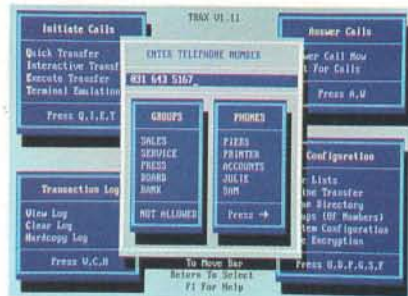 TRAX V1.11
Initiate Calls
Quick Transfer
Interactive Transf
Execute Transfer
Terminal Emulation
Press Q,I,E,T
Answer Calls
wer Call Now
t For Calls
Press A,W
ENTER TELEPHONE NUMBER
031 643 5167_
GROUPS
SALES
SERVICE
PRESS
BOARD
BANK
NOT ALLOWED
PHONES
PIERS
PRINTER
ACCOUNTS
JULIE
SAM
Press →
Transaction Log
View Log
Clear Log
Hardcopy Log
Press V,C,H
Configuration
r Lists
ne Transfer
e Directory
ups (Of Numbers)
tem Configuration
e Encryption
Press U,D,P,G,S,F
To Move Bar
Return To Select
F1 For Help